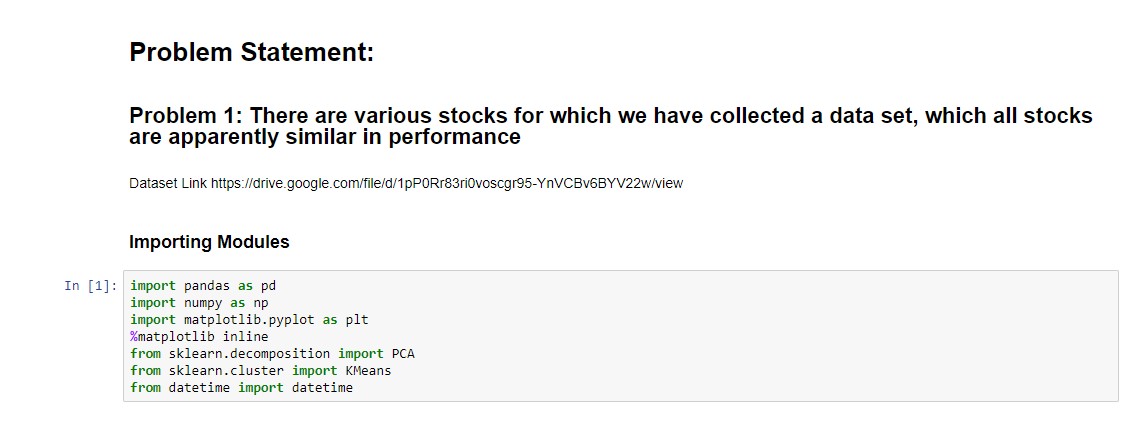 Problem Statement:
Problem 1: There are various stocks for which we have collected a data set, which all stocks
are apparently similar in performance
Dataset Link https://drive.google.com/file/d/1pP0Rr83ri0voscgr95-YnVCBv6BYV22w/view
Importing Modules
In [1]: import pandas as pd
import numpy as np
import matplotlib.pyplot as plt
%matplotlib inline
from sklearn.decomposition import PCA
from sklearn.cluster import KMeans
from datetime import datetime